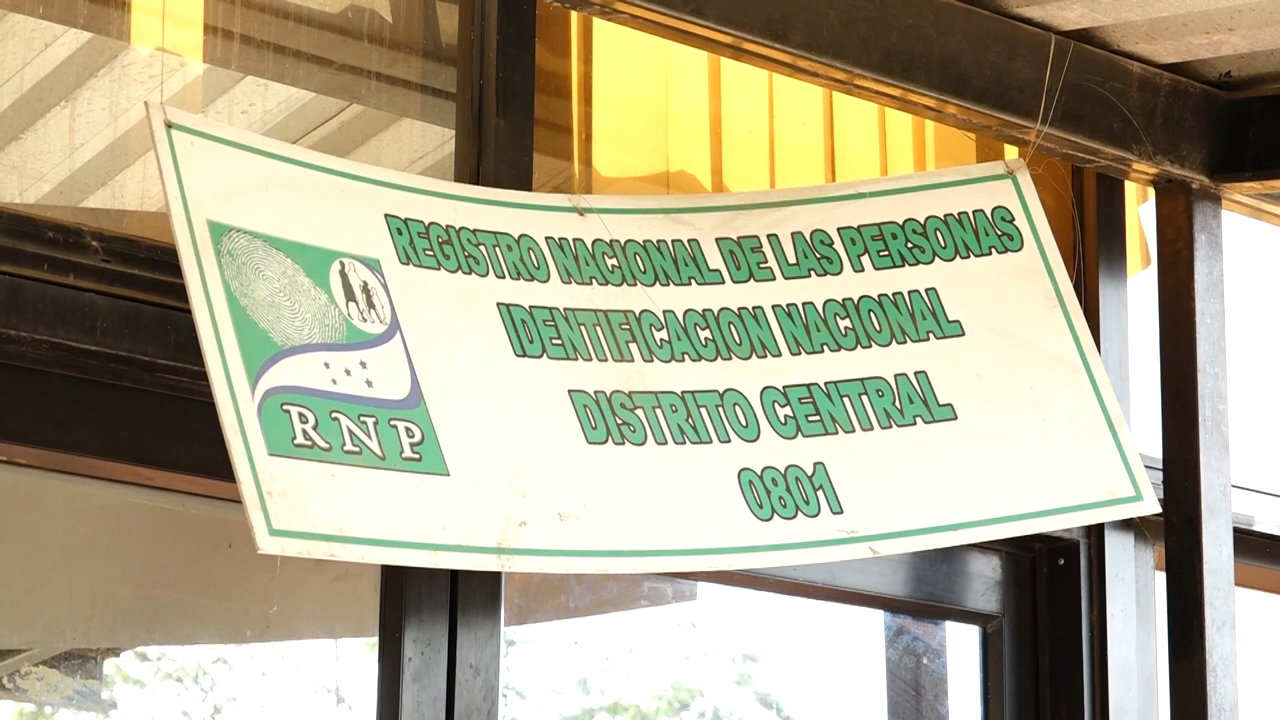 REGISTRO NACIONAL DE LAS PERSONAS
IDENTIFICACION NACIONAL
DISTRITO CENTRAL
0801
RNP